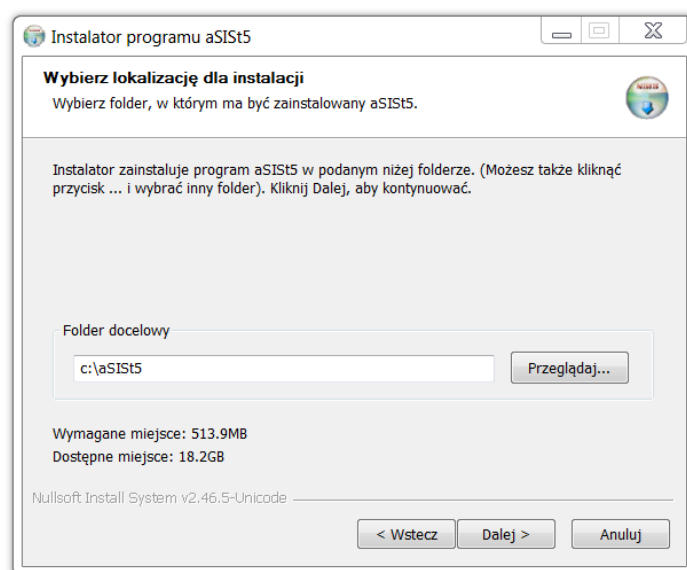 Instalator programu aSISt5
Wybierz lokalizację dla instalacji
Wybierz folder, w którym ma być zainstalowany aSISt5.
Instalator zainstaluje program aSISt5 w podanym niżej folderze. (Możesz także kliknąć
przycisk ... i wybrać inny folder). Kliknij Dalej, aby kontynuować.
Folder docelowy
c:\aSISt5
Przeglądaj...
Wymagane miejsce: 513.9MB
Dostępne miejsce: 18.2GB
Nullsoft Install System v2.46.5-Unicode
< Wstecz
Dalej >
Anuluj